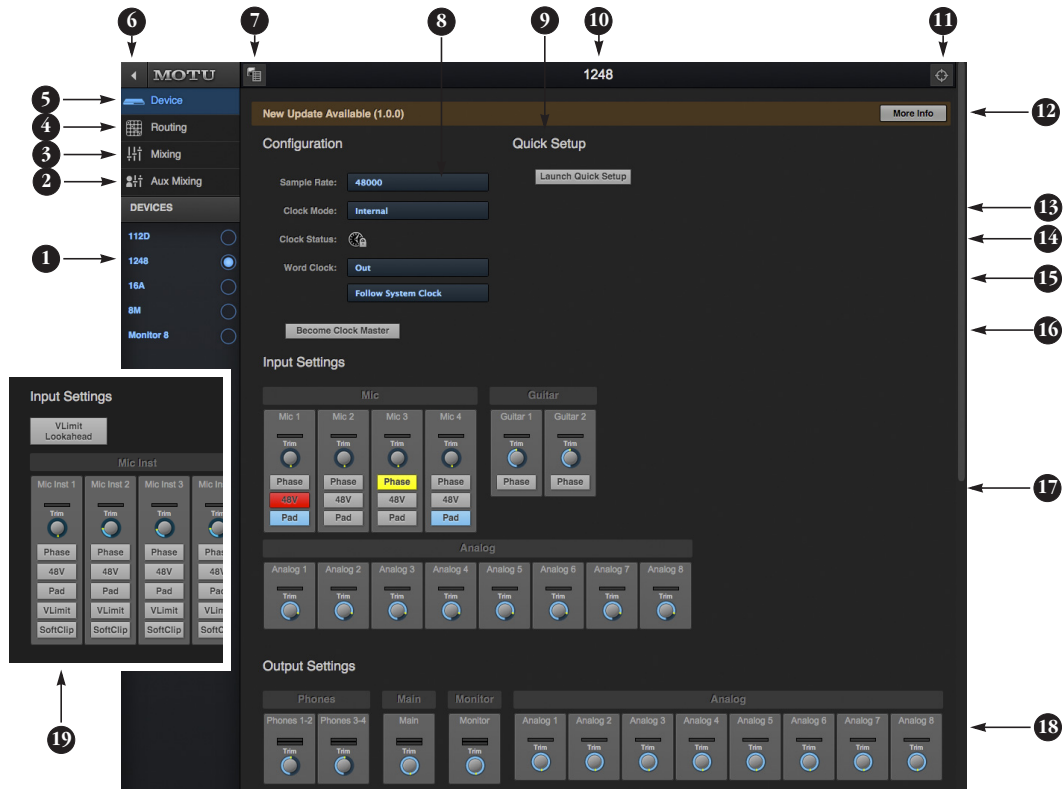 6 7 8 9 10 11
MOTU 1248
5 Device
4 Routing
3 Mixing
2 Aux Mixing
DEVICES
112D
1 1248
16A
8M
Monitor 8
New Update Available (1.0.0) More Info 12
Configuration Quick Setup
Sample Rate: 48000 Launch Quick Setup
Clock Mode: Internal 13
Clock Status: 14
Word Clock: Out 15
Follow System Clock
Become Clock Master 16
Input Settings
Mic Guitar
Mic 1 Mic 2 Mic 3 Mic 4 Guitar 1 Guitar 2
Trim Trim Trim Trim Trim Trim
Phase Phase Phase Phase Phase Phase
48V 48V 48V 48V 17
Pad Pad Pad Pad
Analog
Analog 1 Analog 2 Analog 3 Analog 4 Analog 5 Analog 6 Analog 7 Analog 8
Trim Trim Trim Trim Trim Trim Trim Trim
Output Settings
Phones Main Monitor Analog
Phones 1-2 Phones 3-4 Main Monitor Analog 1 Analog 2 Analog 3 Analog 4 Analog 5 Analog 6 Analog 7 Analog 8 18
Trim Trim Trim Trim Trim Trim Trim Trim Trim Trim Trim Trim
Input Settings
VLimit
Lookahead
Mic Inst
Mic Inst 1 Mic Inst 2 Mic Inst 3 Mic In
Trim Trim Trim Trim
Phase Phase Phase Phas
48V 48V 48V 48V
Pad Pad Pad Pad
VLimit VLimit VLimit VLim
SoftClip SoftClip SoftClip SoftC
19